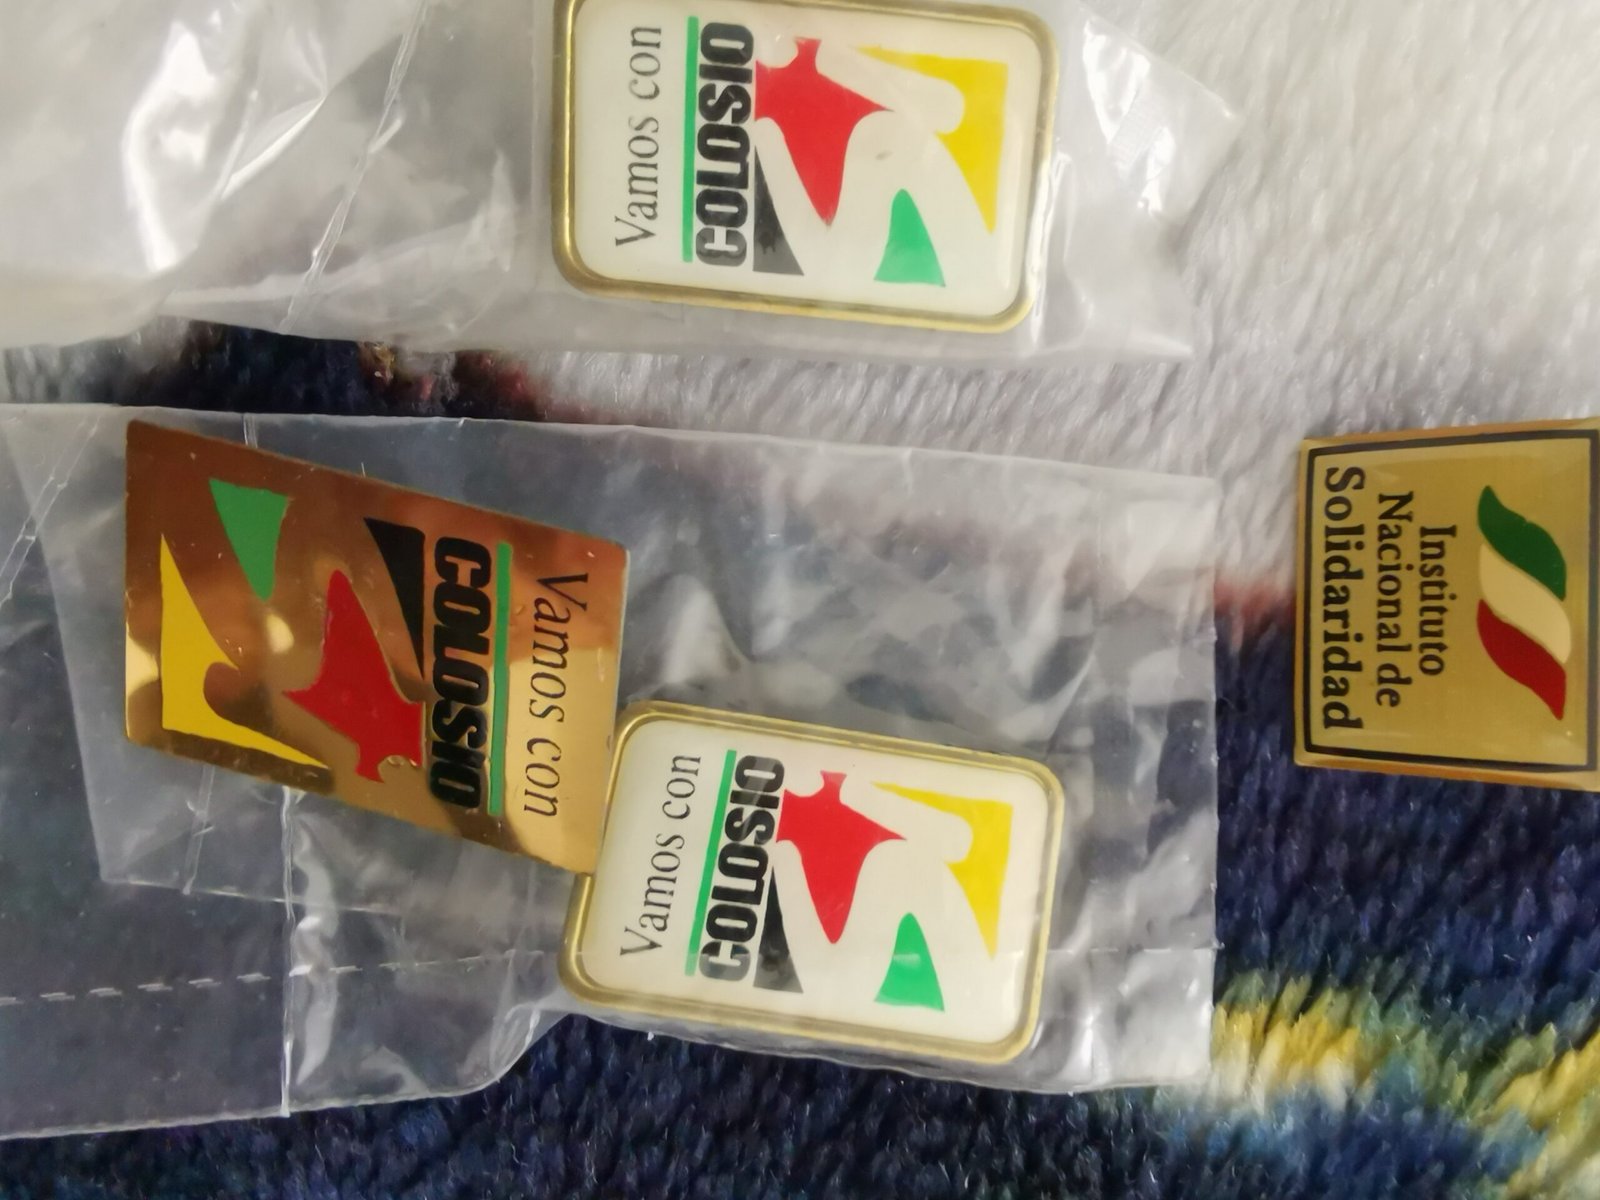 Vamos con
COLOSIO
Vamos con
COLOSIO
Vamos con
COLOSIO
Instituto
Nacional de
Solidaridad